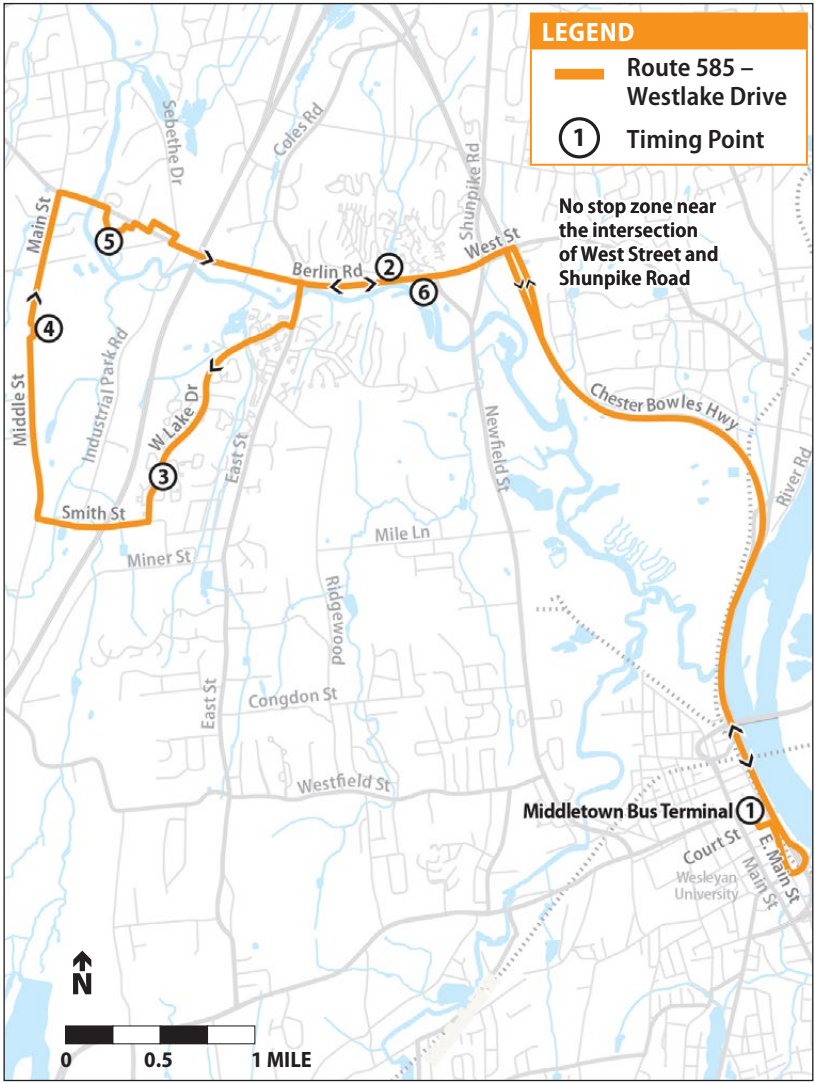 LEGEND
Route 585 –
Westlake Drive
1
Timing Point
No stop zone near
the intersection
of West Street and
Shunpike Road
Sebethe Dr
Coles Rd
Shunpike Rd
West St
Main St
5
Berlin Rd
2
6
4
Industrial Park Rd
Middle St
W Lake Dr
East St
3
Smith St
Miner St
Chester Bowles Hwy
Newfield St
River Rd
Mile Ln
Ridgewood
East St
Congdon St
Westfield St
Middletown Bus Terminal
1
Court St
E. Main St
Main St
Wesleyan
University
N
0
0.5
1 MILE